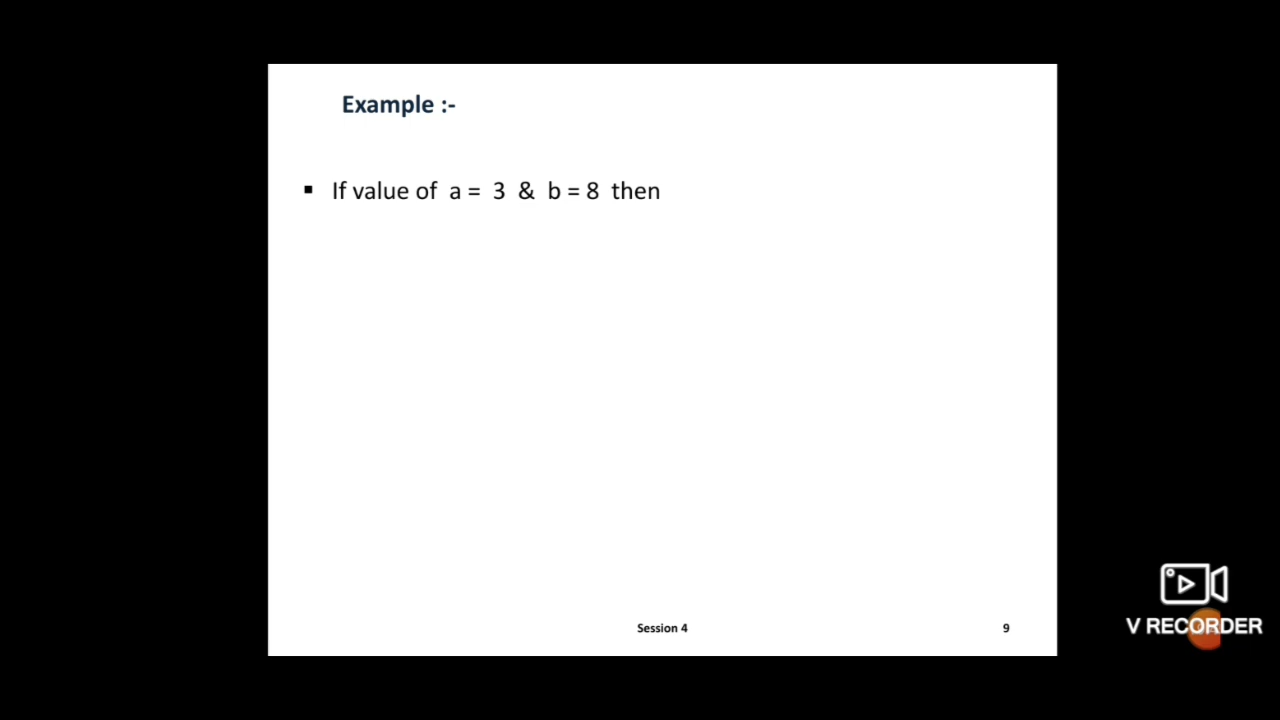 Example :-
▪ If value of a = 3 & b = 8 then
Session 4
9
V RECORDER